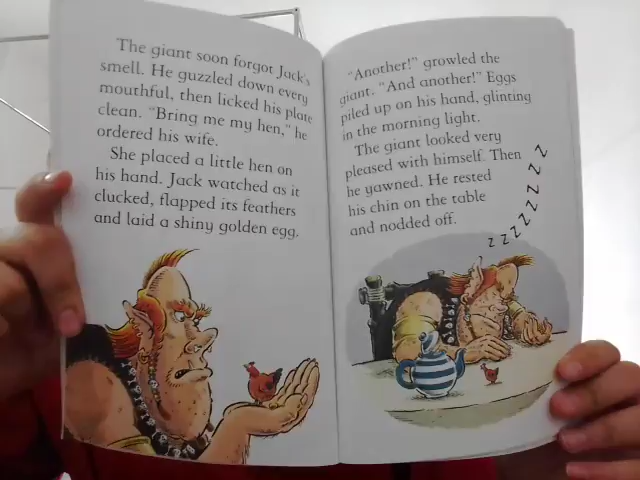 The giant soon forgot Jack's
smell. He guzzled down every
mouthful, then licked his plate
clean. "Bring me my hen," he
ordered his wife.
She placed a little hen on
his hand. Jack watched as it
clucked, flapped its feathers
and laid a shiny golden egg.
"Another!" growled the
giant. "And another!" Eggs
piled up on his hand, glinting
in the morning light.
The giant looked very
pleased with himself. Then
he yawned. He rested
his chin on the table
and nodded off.
z z z z z z z z z